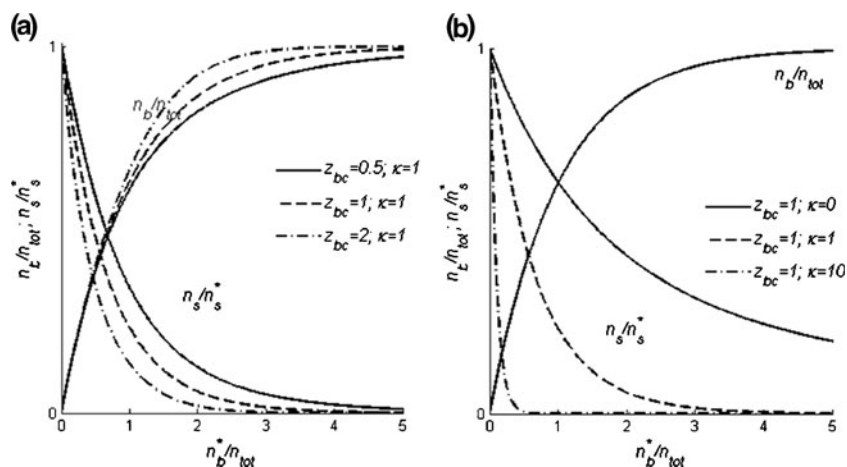 (a)
1
n_b/n_tot; n_s/n_s^*
n_b/n_tot
z_bc=0.5; κ=1
z_bc=1; κ=1
z_bc=2; κ=1
n_s/n_s^*
0
0 1 2 3 4 5
n_b^*/n_tot
(b)
1
n_b/n_tot; n_s/n_s^*
n_b/n_tot
z_bc=1; κ=0
z_bc=1; κ=1
z_bc=1; κ=10
n_s/n_s^*
0
0 1 2 3 4 5
n_b^*/n_tot